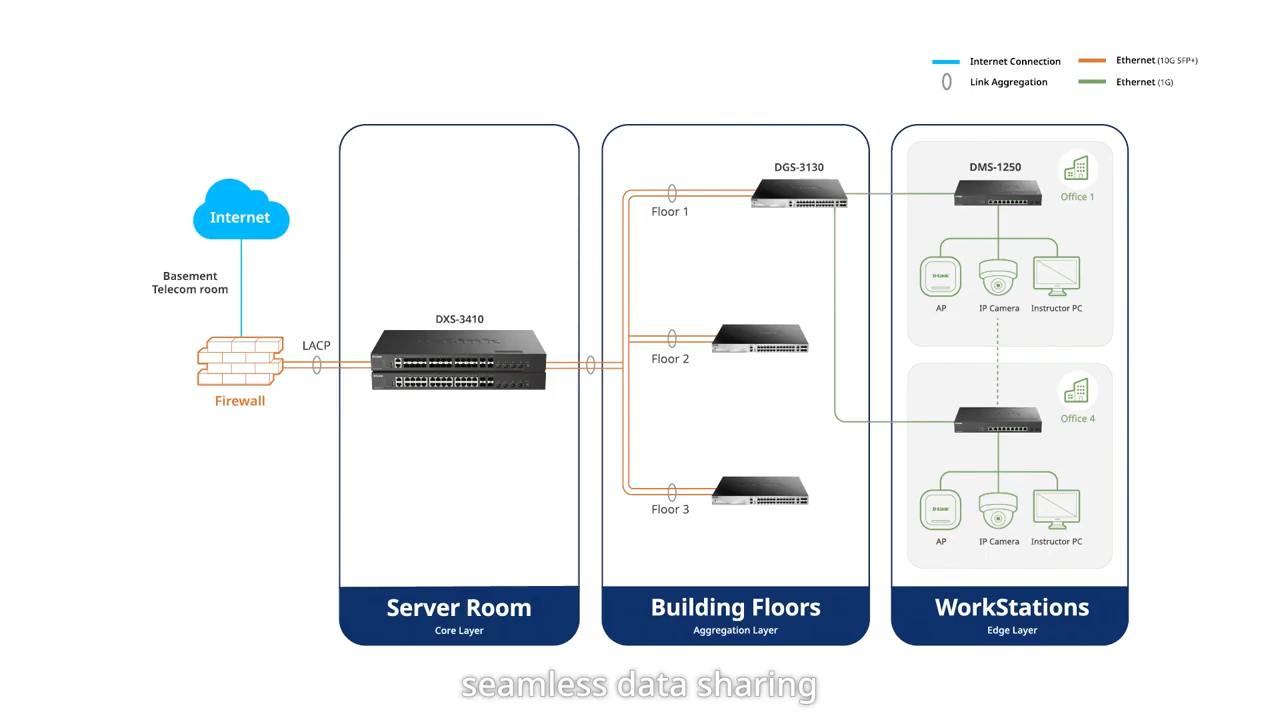 Internet Connection
Ethernet (10G SFP+)
Link Aggregation
Ethernet (1G)
Internet
Basement
Telecom room
Firewall
LACP
DXS-3410
Server Room
Core Layer
Floor 1
DGS-3130
Floor 2
Floor 3
Building Floors
Aggregation Layer
DMS-1250
Office 1
D-Link
AP
IP Camera
Instructor PC
Office 4
D-Link
AP
IP Camera
Instructor PC
WorkStations
Edge Layer
seamless data sharing